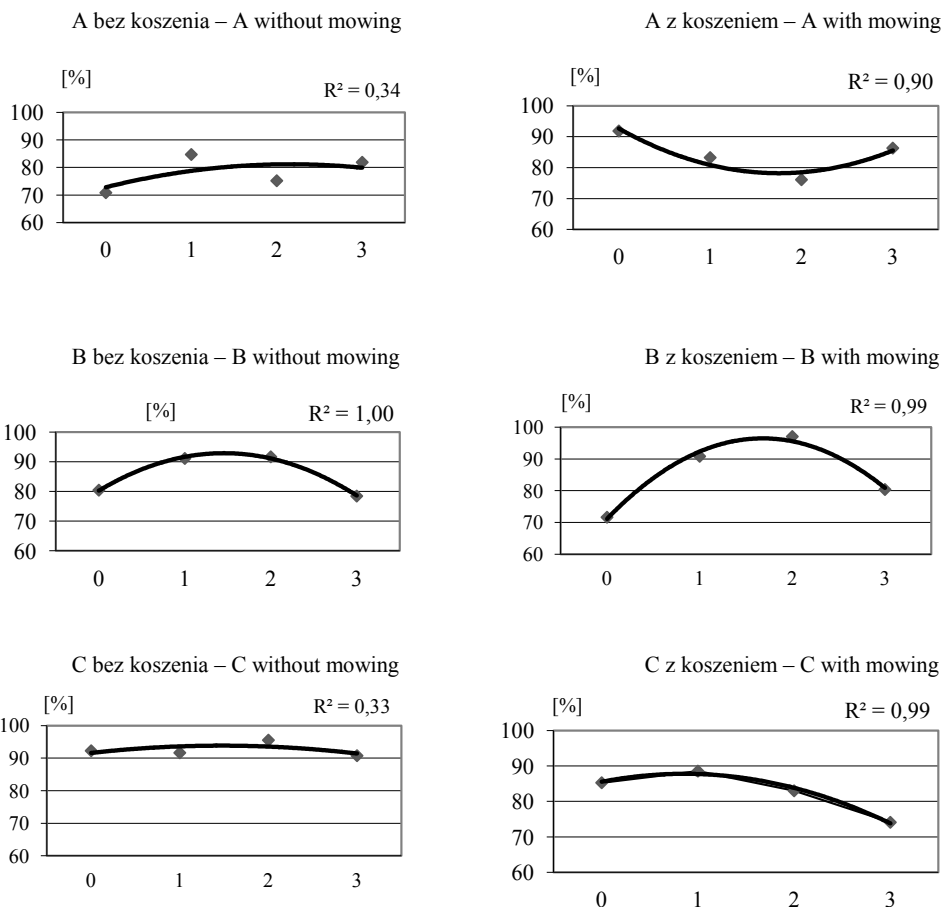 A bez koszenia – A without mowing
[%]
R² = 0,34
100
90
80
70
60
0 1 2 3
A z koszeniem – A with mowing
[%]
R² = 0,90
100
90
80
70
60
0 1 2 3
B bez koszenia – B without mowing
[%]
R² = 1,00
100
90
80
70
60
0 1 2 3
B z koszeniem – B with mowing
[%]
R² = 0,99
100
90
80
70
60
0 1 2 3
C bez koszenia – C without mowing
[%]
R² = 0,33
100
90
80
70
60
0 1 2 3
C z koszeniem – C with mowing
[%]
R² = 0,99
100
90
80
70
60
0 1 2 3